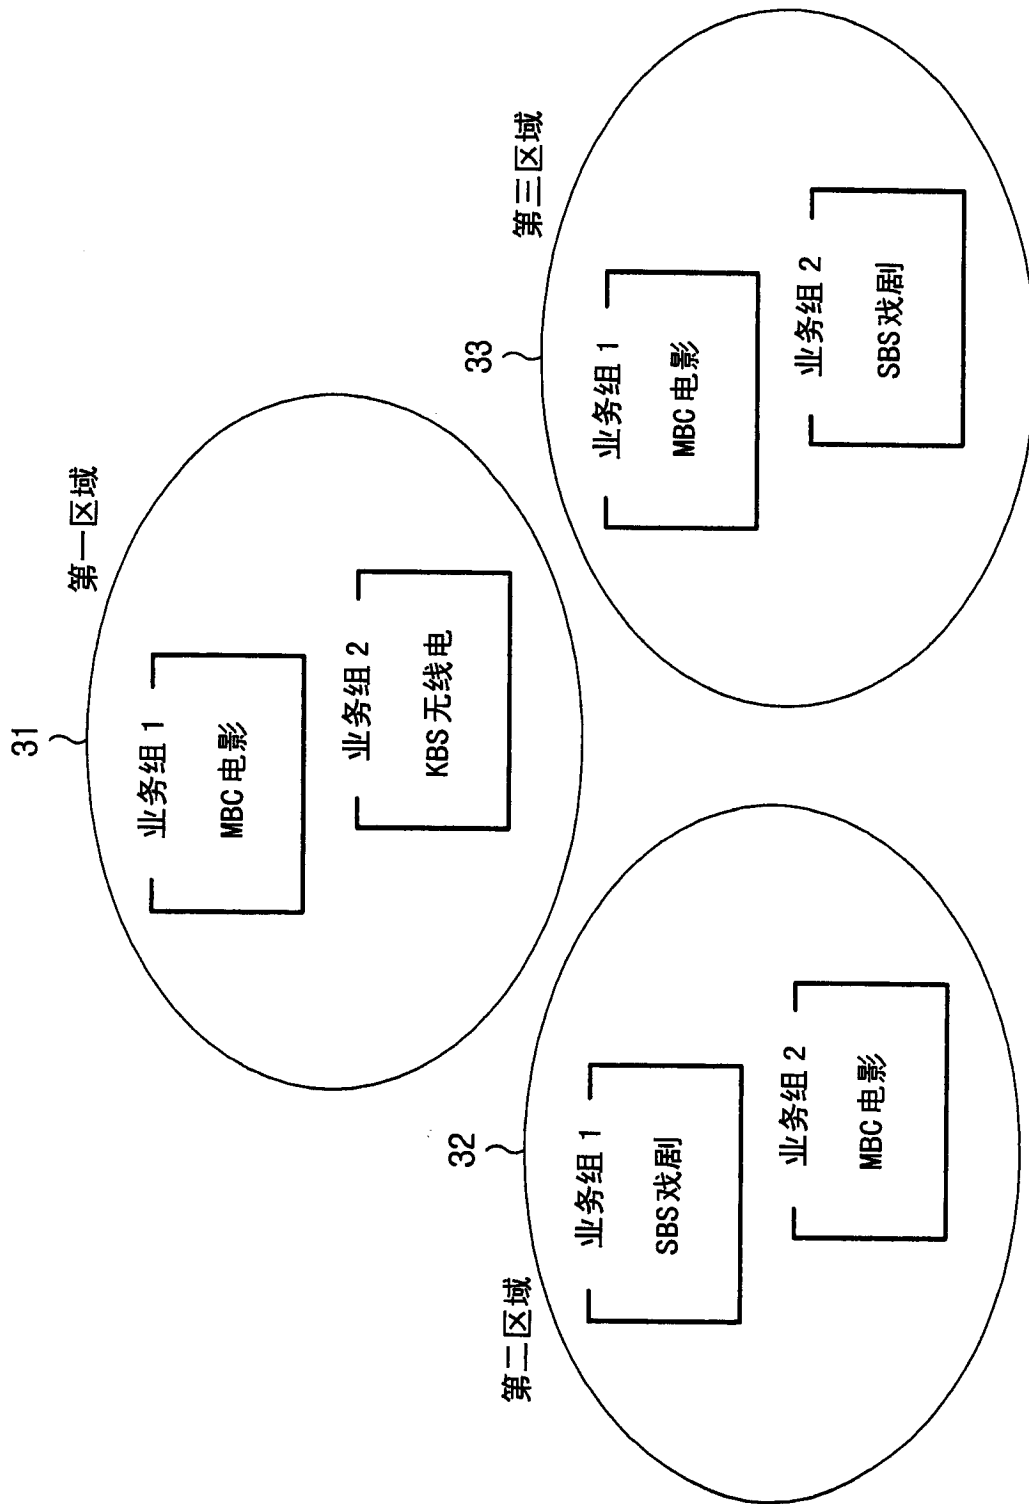 31
第一区域
业务组 1
MBC 电影
业务组 2
KBS 无线电
32
第二区域
业务组 1
SBS 戏剧
业务组 2
MBC 电影
33
第三区域
业务组 1
MBC 电影
业务组 2
SBS 戏剧